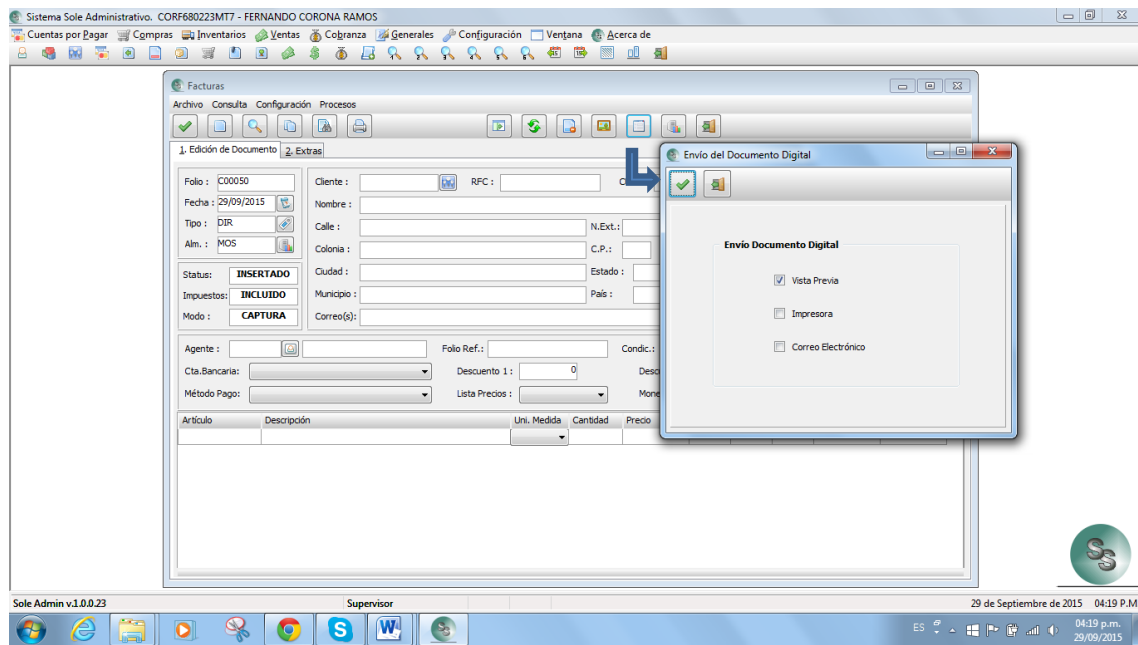 Sistema Sole Administrativo. CORF680223MT7 - FERNANDO CORONA RAMOS
Cuentas por Pagar Compras Inventarios Ventas Cobranza Generales Configuración Ventana Acerca de
Facturas
Archivo Consulta Configuración Procesos
1. Edición de Documento 2. Extras
Folio : C00050 Cliente : RFC :
Fecha : 29/09/2015 Nombre :
Tipo : DIR Calle : N.Ext.:
Alm. : MOS Colonia : C.P.:
Status: INSERTADO Ciudad : Estado :
Impuestos: INCLUIDO Municipio : País :
Modo : CAPTURA Correo(s):
Agente : Folio Ref.: Condic.:
Cta.Bancaria: Descuento 1 : 0
Método Pago: Lista Precios :
Artículo Descripción Uni. Medida Cantidad Precio
Envío del Documento Digital
Envío Documento Digital
Vista Previa
Impresora
Correo Electrónico
SS
Sole Admin v.1.0.0.23 Supervisor 29 de Septiembre de 2015 04:19 P.M
ES 04:19 p.m.
29/09/2015